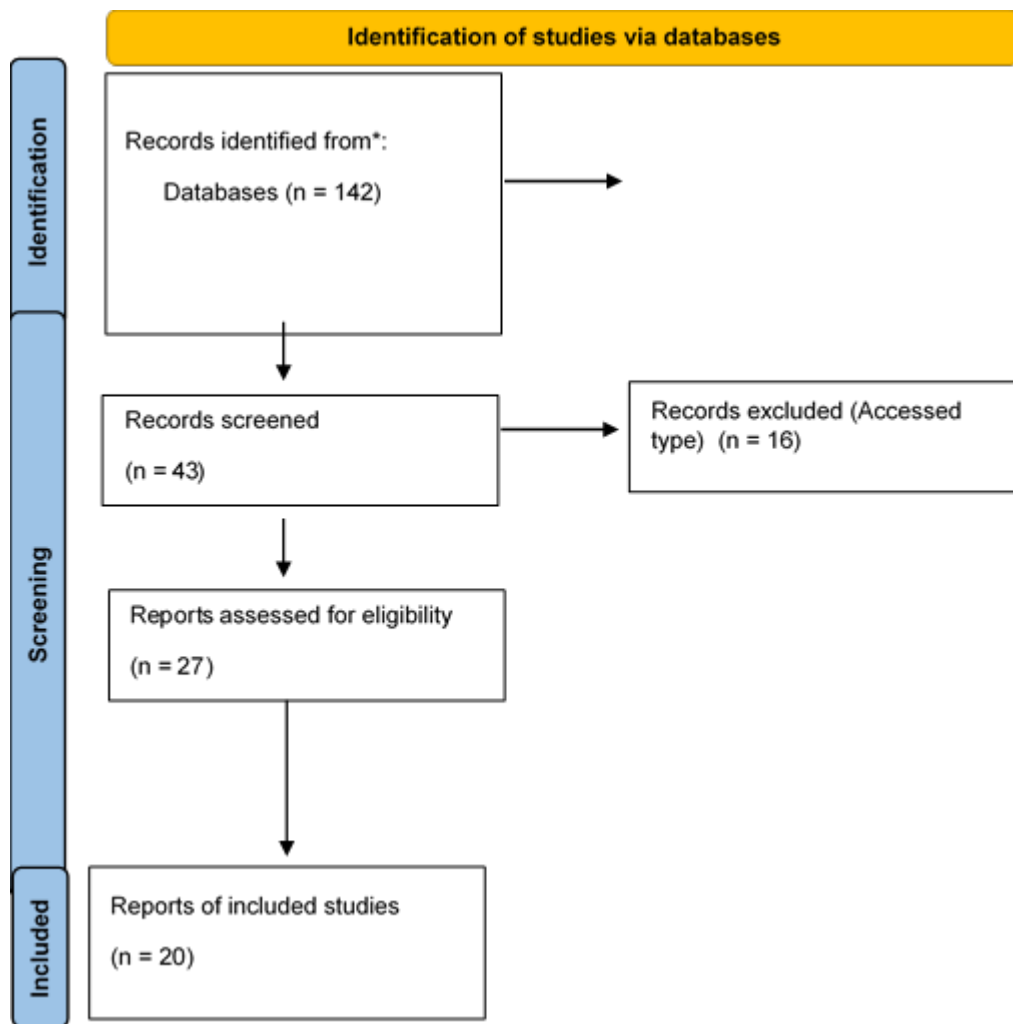 Identification of studies via databases
Identification
Records identified from*:
Databases (n = 142)
Screening
Records screened
(n = 43)
Records excluded (Accessed
type)  (n = 16)
Reports assessed for eligibility
(n = 27)
Included
Reports of included studies
(n = 20)